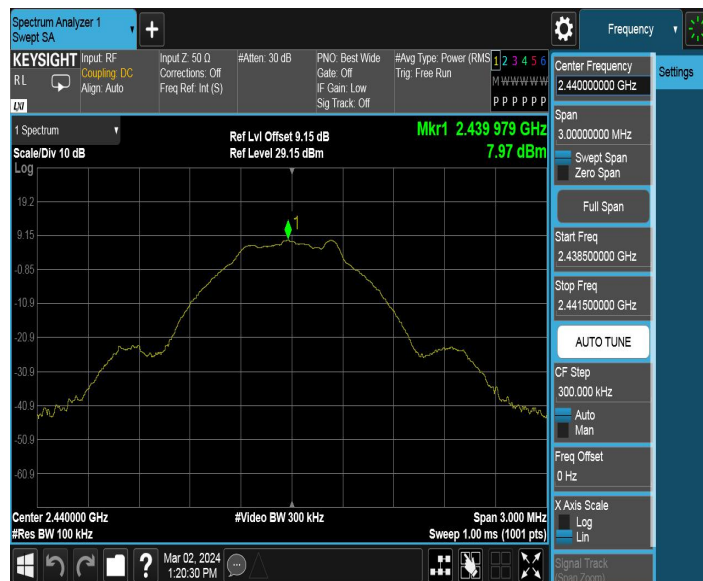 Spectrum Analyzer 1
Swept SA
+
Frequency
KEYSIGHT
RL
LXI
Input: RF
Coupling: DC
Align: Auto
Input Z: 50 Ω
Corrections: Off
Freq Ref: Int (S)
#Atten: 30 dB
PNO: Best Wide
Gate: Off
IF Gain: Low
Sig Track: Off
#Avg Type: Power (RMS
Trig: Free Run
1 2 3 4 5 6
M W W W W W
P P P P P P
Center Frequency
2.440000000 GHz
Settings
Span
3.00000000 MHz
Swept Span
Zero Span
Full Span
Start Freq
2.438500000 GHz
Stop Freq
2.441500000 GHz
AUTO TUNE
CF Step
300.000 kHz
Auto
Man
Freq Offset
0 Hz
X Axis Scale
Log
Lin
Signal Track
(Span Zoom)
1 Spectrum
Scale/Div 10 dB
Log
Ref Lvl Offset 9.15 dB
Ref Level 29.15 dBm
Mkr1 2.439 979 GHz
7.97 dBm
1
19.2
9.15
-0.85
-10.9
-20.9
-30.9
-40.9
-50.9
-60.9
Center 2.440000 GHz
#Res BW 100 kHz
#Video BW 300 kHz
Span 3.000 MHz
Sweep 1.00 ms (1001 pts)
?
Mar 02, 2024
1:20:30 PM